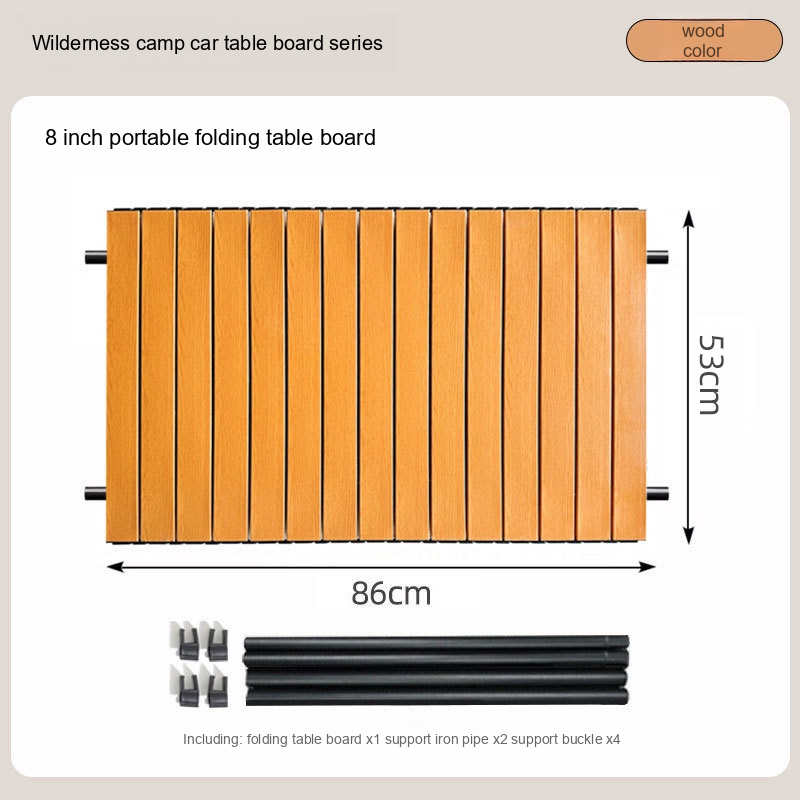 Wilderness camp car table board series
wood
color
8 inch portable folding table board
53cm
86cm
Including: folding table board x1 support iron pipe x2 support buckle x4